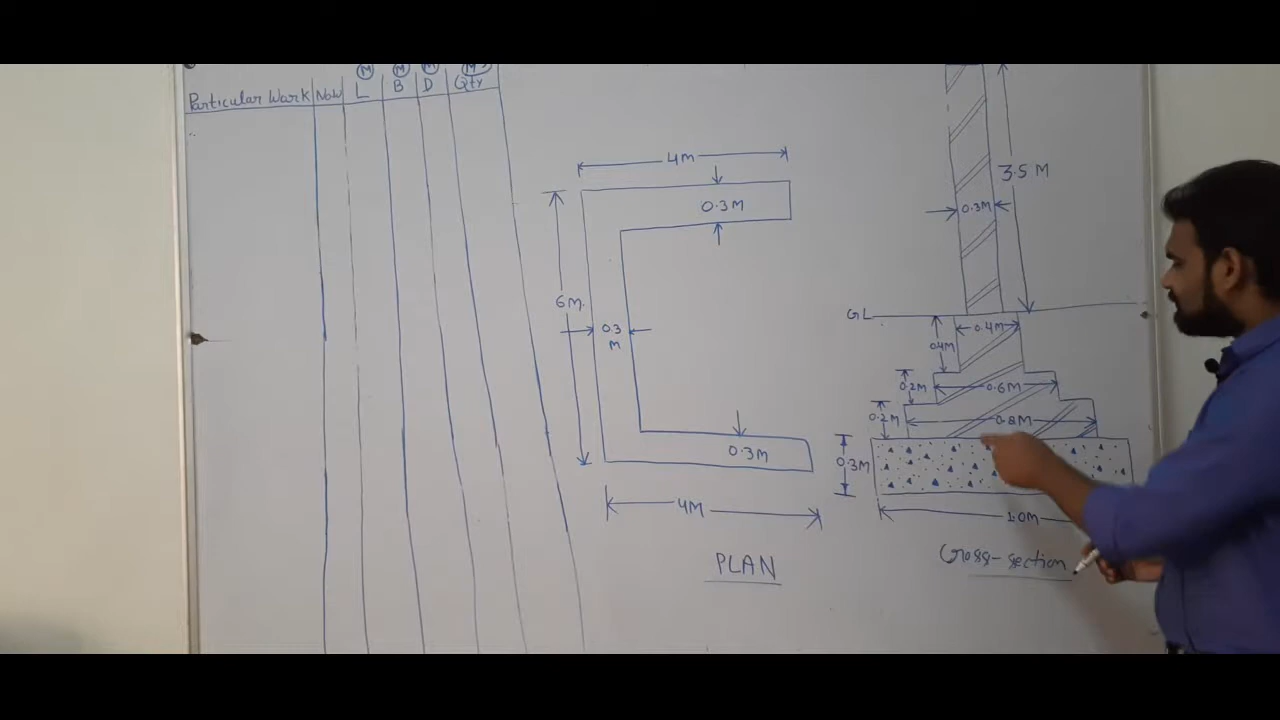 M M M M³
Particular Work No's L B D Qty
4M
0.3M
6M.
0.3
M
0.3M
4M
PLAN
3.5M
0.3M
GL
0.4M
0.4M
0.2M
0.6M
0.2M
0.8M
0.3M
1.0M
Cross-section